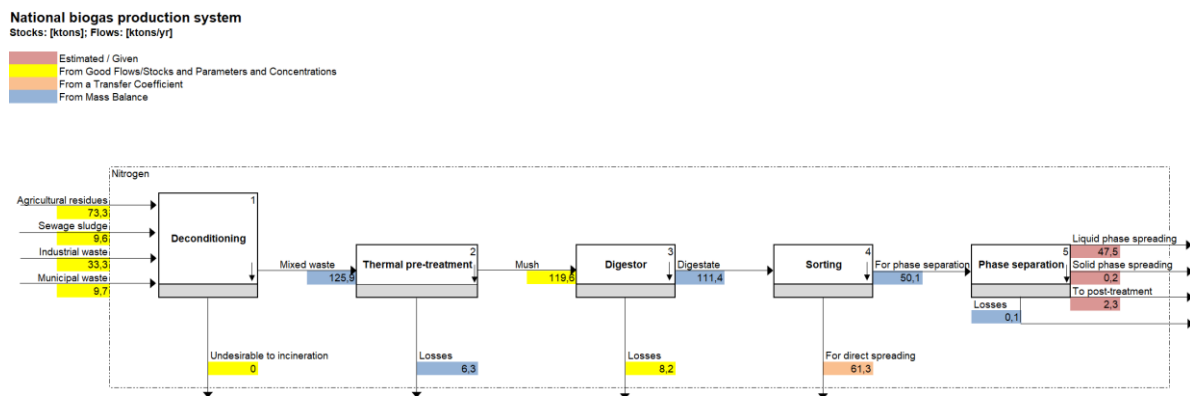 National biogas production system
Stocks: [ktons]; Flows: [ktons/yr]
Estimated / Given
From Good Flows/Stocks and Parameters and Concentrations
From a Transfer Coefficient
From Mass Balance
Nitrogen
Agricultural residues
73,3
Sewage sludge
9,6
Industrial waste
33,3
Municipal waste
9,7
1
Deconditioning
Undesirable to incineration
0
Mixed waste
125,9
2
Thermal pre-treatment
Losses
6,3
Mush
119,6
3
Digestor
Losses
8,2
Digestate
111,4
4
Sorting
For direct spreading
61,3
For phase separation
50,1
5
Phase separation
Liquid phase spreading
47,5
Solid phase spreading
0,2
To post-treatment
2,3
Losses
0,1